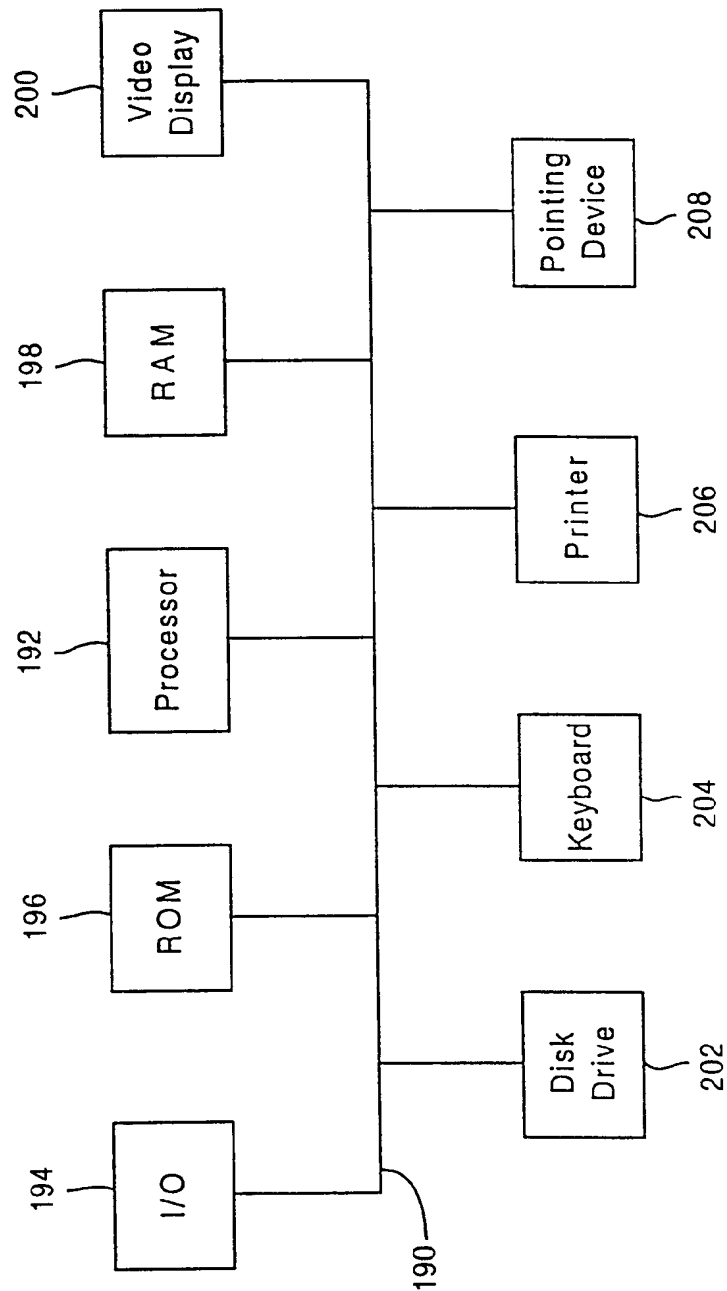 194
196
192
198
200
I/O
ROM
Processor
RAM
Video
Display
190
Disk
Drive
Keyboard
Printer
Pointing
Device
202
204
206
208